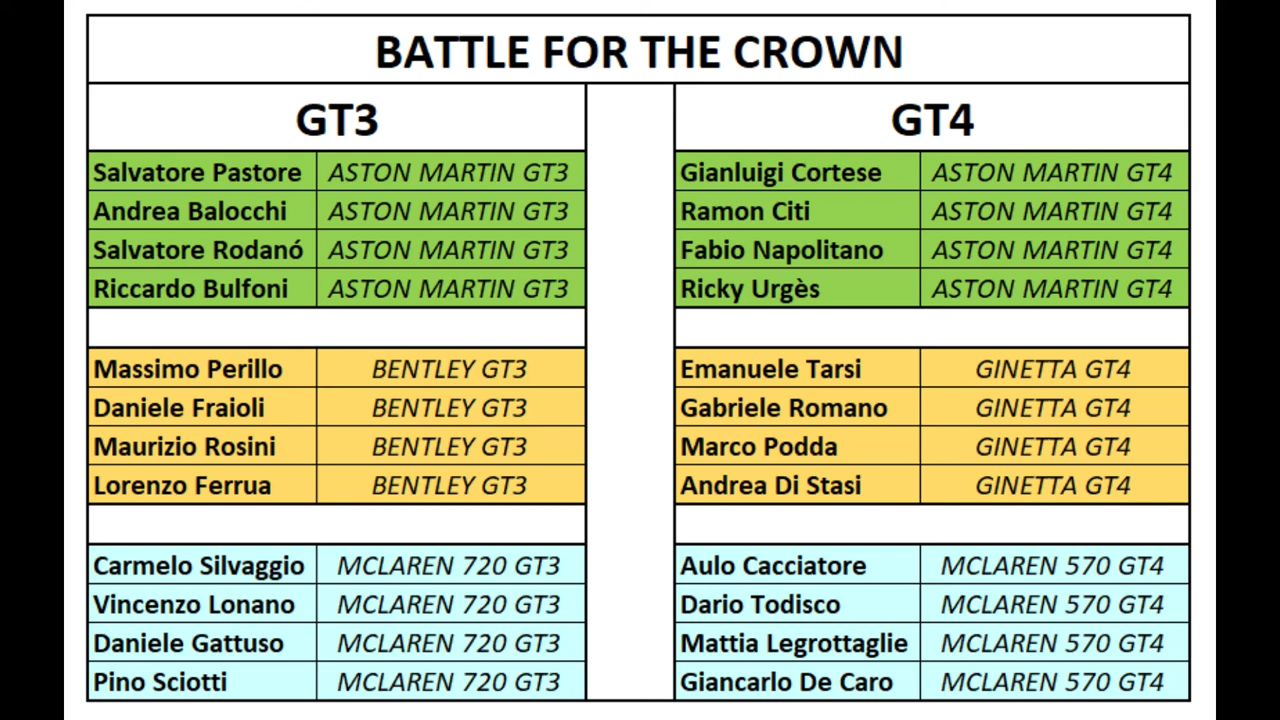 BATTLE FOR THE CROWN
GT3 GT4
Salvatore Pastore ASTON MARTIN GT3 Gianluigi Cortese ASTON MARTIN GT4
Andrea Balocchi ASTON MARTIN GT3 Ramon Citi ASTON MARTIN GT4
Salvatore Rodanó ASTON MARTIN GT3 Fabio Napolitano ASTON MARTIN GT4
Riccardo Bulfoni ASTON MARTIN GT3 Ricky Urgès ASTON MARTIN GT4
Massimo Perillo BENTLEY GT3 Emanuele Tarsi GINETTA GT4
Daniele Fraioli BENTLEY GT3 Gabriele Romano GINETTA GT4
Maurizio Rosini BENTLEY GT3 Marco Podda GINETTA GT4
Lorenzo Ferrua BENTLEY GT3 Andrea Di Stasi GINETTA GT4
Carmelo Silvaggio MCLAREN 720 GT3 Aulo Cacciatore MCLAREN 570 GT4
Vincenzo Lonano MCLAREN 720 GT3 Dario Todisco MCLAREN 570 GT4
Daniele Gattuso MCLAREN 720 GT3 Mattia Legrottaglie MCLAREN 570 GT4
Pino Sciotti MCLAREN 720 GT3 Giancarlo De Caro MCLAREN 570 GT4